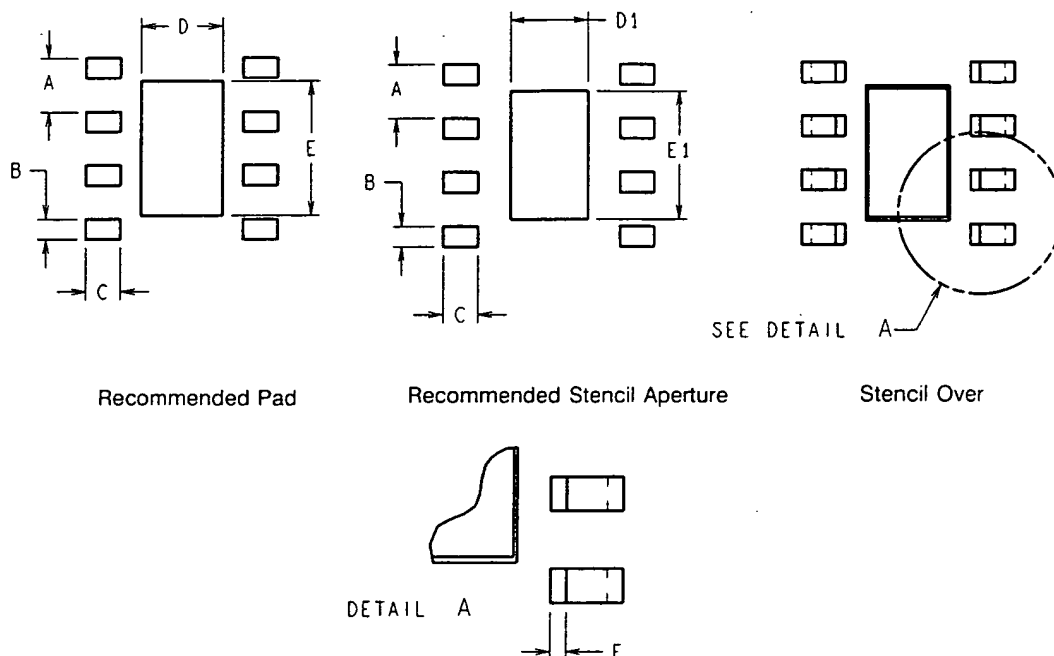 D
A
B
C
E
Recommended Pad
D1
A
B
C
E1
Recommended Stencil Aperture
SEE DETAIL A
Stencil Over
DETAIL A